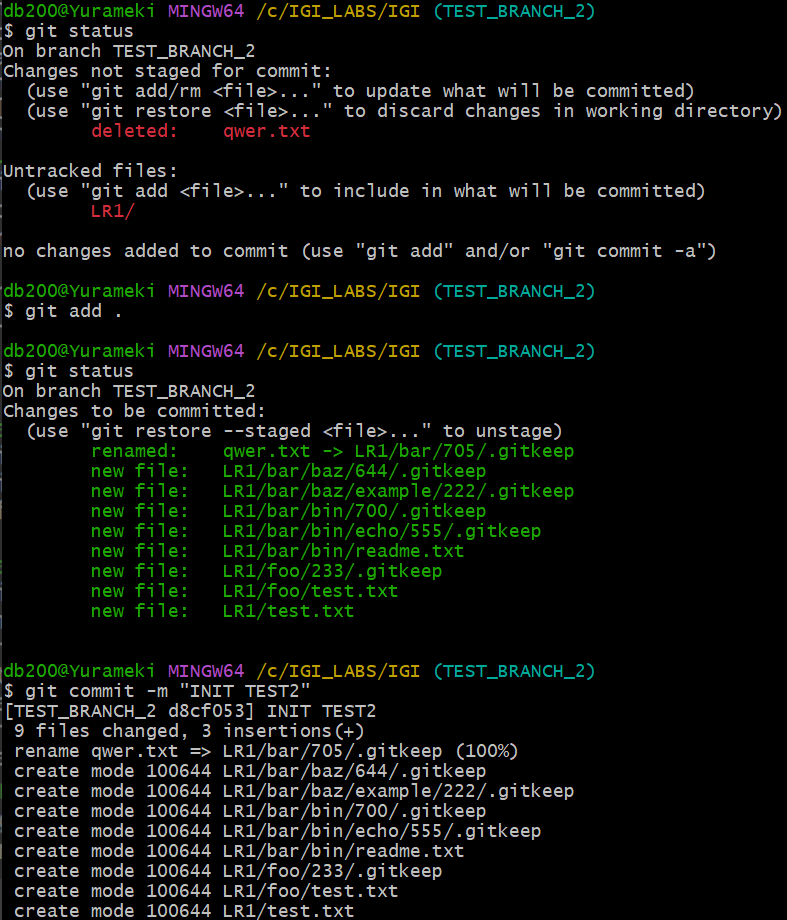 db200@Yurameki MINGW64 /c/IGI_LABS/IGI (TEST_BRANCH_2)
$ git status
On branch TEST_BRANCH_2
Changes not staged for commit:
  (use "git add/rm <file>..." to update what will be committed)
  (use "git restore <file>..." to discard changes in working directory)
        deleted:    qwer.txt

Untracked files:
  (use "git add <file>..." to include in what will be committed)
        LR1/

no changes added to commit (use "git add" and/or "git commit -a")

db200@Yurameki MINGW64 /c/IGI_LABS/IGI (TEST_BRANCH_2)
$ git add .

db200@Yurameki MINGW64 /c/IGI_LABS/IGI (TEST_BRANCH_2)
$ git status
On branch TEST_BRANCH_2
Changes to be committed:
  (use "git restore --staged <file>..." to unstage)
        renamed:    qwer.txt -> LR1/bar/705/.gitkeep
        new file:   LR1/bar/baz/644/.gitkeep
        new file:   LR1/bar/baz/example/222/.gitkeep
        new file:   LR1/bar/bin/700/.gitkeep
        new file:   LR1/bar/bin/echo/555/.gitkeep
        new file:   LR1/bar/bin/readme.txt
        new file:   LR1/foo/233/.gitkeep
        new file:   LR1/foo/test.txt
        new file:   LR1/test.txt

db200@Yurameki MINGW64 /c/IGI_LABS/IGI (TEST_BRANCH_2)
$ git commit -m "INIT TEST2"
[TEST_BRANCH_2 d8cf053] INIT TEST2
 9 files changed, 3 insertions(+)
 rename qwer.txt => LR1/bar/705/.gitkeep (100%)
 create mode 100644 LR1/bar/baz/644/.gitkeep
 create mode 100644 LR1/bar/baz/example/222/.gitkeep
 create mode 100644 LR1/bar/bin/700/.gitkeep
 create mode 100644 LR1/bar/bin/echo/555/.gitkeep
 create mode 100644 LR1/bar/bin/readme.txt
 create mode 100644 LR1/foo/233/.gitkeep
 create mode 100644 LR1/foo/test.txt
 create mode 100644 LR1/test.txt